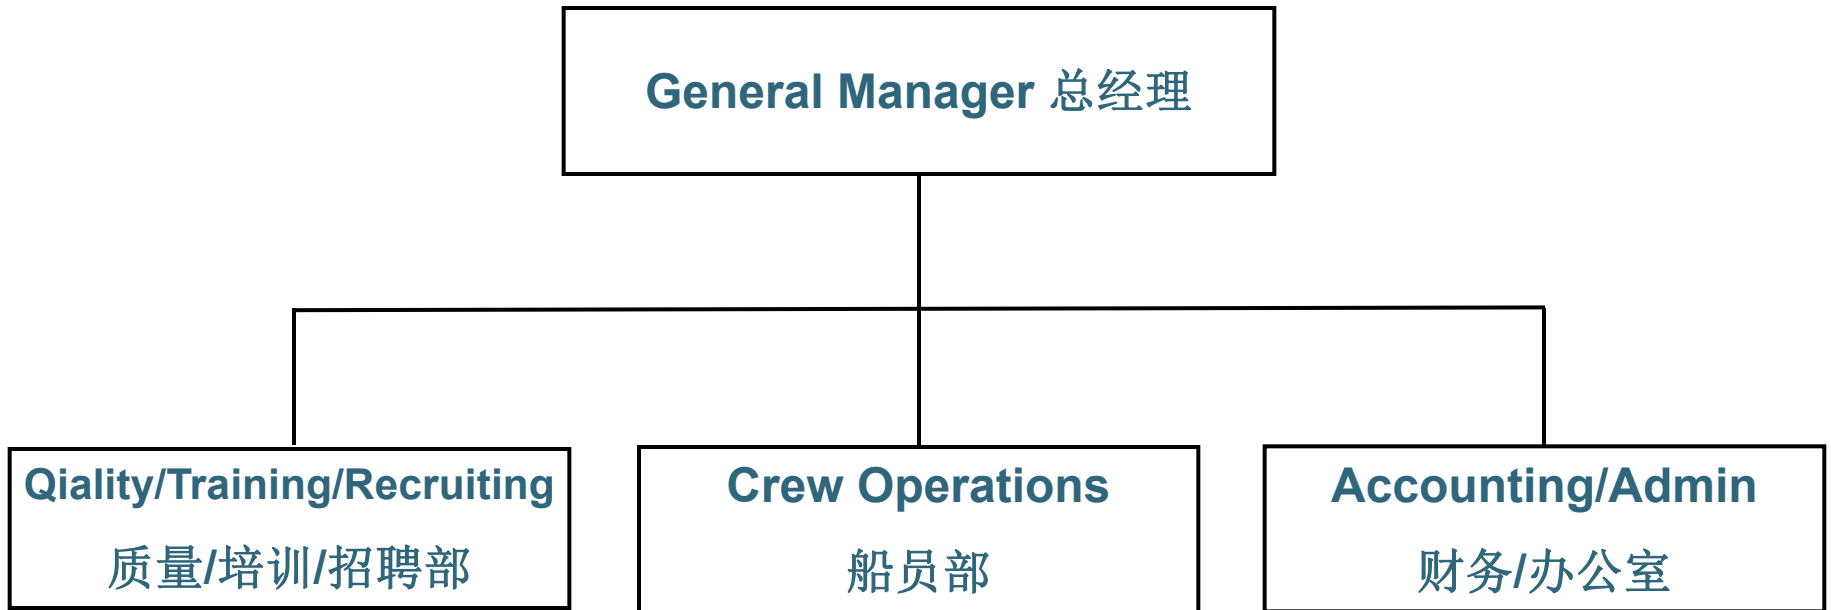 General Manager 总经理
Qiality/Training/Recruiting
质量/培训/招聘部
Crew Operations
船员部
Accounting/Admin
财务/办公室